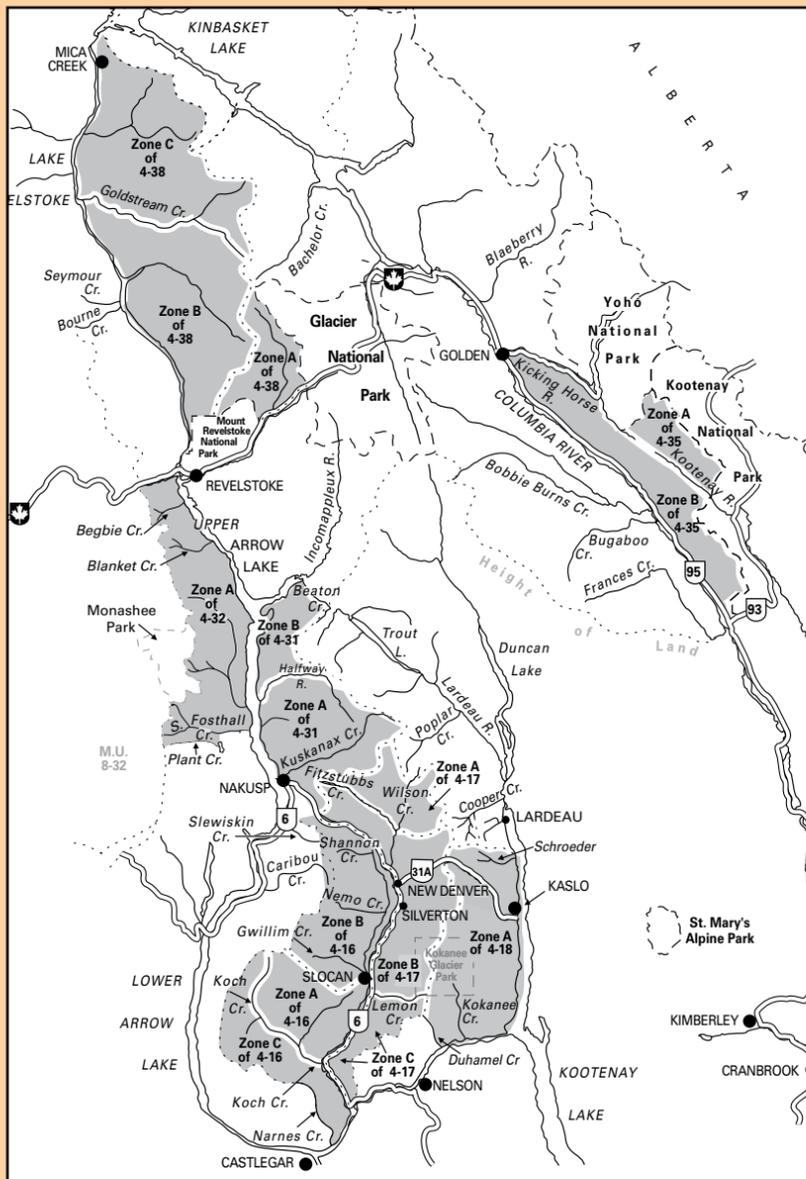 KINBASKET
LAKE
MICA
CREEK
ALBERTA
Zone C
of
4-38
LAKE
ELSTOKE
Goldstream Cr.
Bachelor Cr.
Blaeberry
R.
Seymour
Cr.
Bourne
Cr.
Zone B
of
4-38
Zone A
of
4-38
Glacier
National
Park
Yoho
National
Park
GOLDEN
Kicking Horse
R.
Kootenay
National
Park
Zone A
of
4-35
COLUMBIA RIVER
Kootenay R.
Mount
Revelstoke
National
Park
REVELSTOKE
Bobbie Burns Cr.
Zone B
of
4-35
Incomappleux R.
UPPER
ARROW
LAKE
Begbie Cr.
Blanket Cr.
Bugaboo
Cr.
Frances Cr.
95
93
Height
of
Land
Zone A
of
4-32
Monashee
Park
Beaton
Cr.
Zone B
of 4-31
Trout
L.
Duncan
Lake
Halfway
R.
Lardeau R.
Zone A
of
4-31
Poplar
Cr.
S. Fosthall
Cr.
Plant Cr.
M.U.
8-32
Kuskanax Cr.
NAKUSP
Fitzstubbs
Cr.
Wilson
Cr.
Zone A
of 4-17
Cooper Cr.
LARDEAU
6
Slewiskin
Cr.
Shannon
Cr.
Schroeder
Caribou
Cr.
31A
NEW DENVER
KASLO
Nemo Cr.
SILVERTON
Zone B
of
4-16
Gwillim Cr.
Zone A
of 4-18
St. Mary's
Alpine Park
Kokanee
Glacier
Park
Zone B
of 4-17
SLOCAN
LOWER
ARROW
LAKE
Koch
Cr.
Zone A
of
4-16
Lemon
Cr.
Kokanee
Cr.
6
Zone C
of 4-16
KIMBERLEY
Zone C
of 4-17
Duhamel Cr
CRANBROOK
KOOTENAY
LAKE
NELSON
Koch Cr.
Narnes Cr.
CASTLEGAR